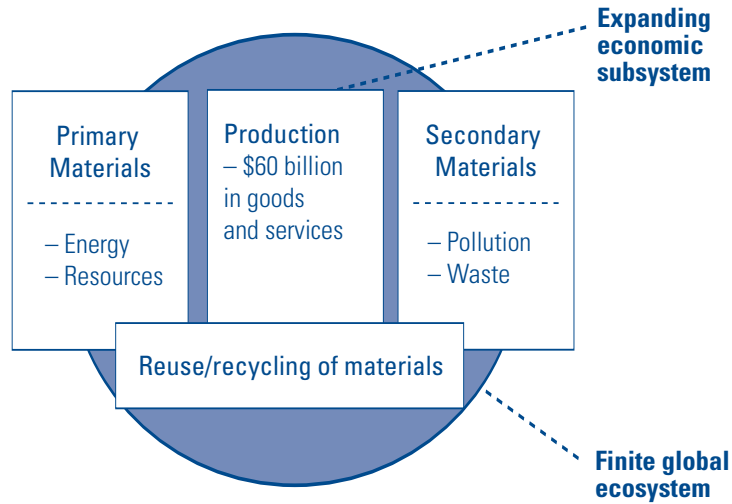 Expanding
economic
subsystem
Primary
Materials
– Energy
– Resources
Production
– $60 billion
in goods
and services
Secondary
Materials
– Pollution
– Waste
Reuse/recycling of materials
Finite global
ecosystem